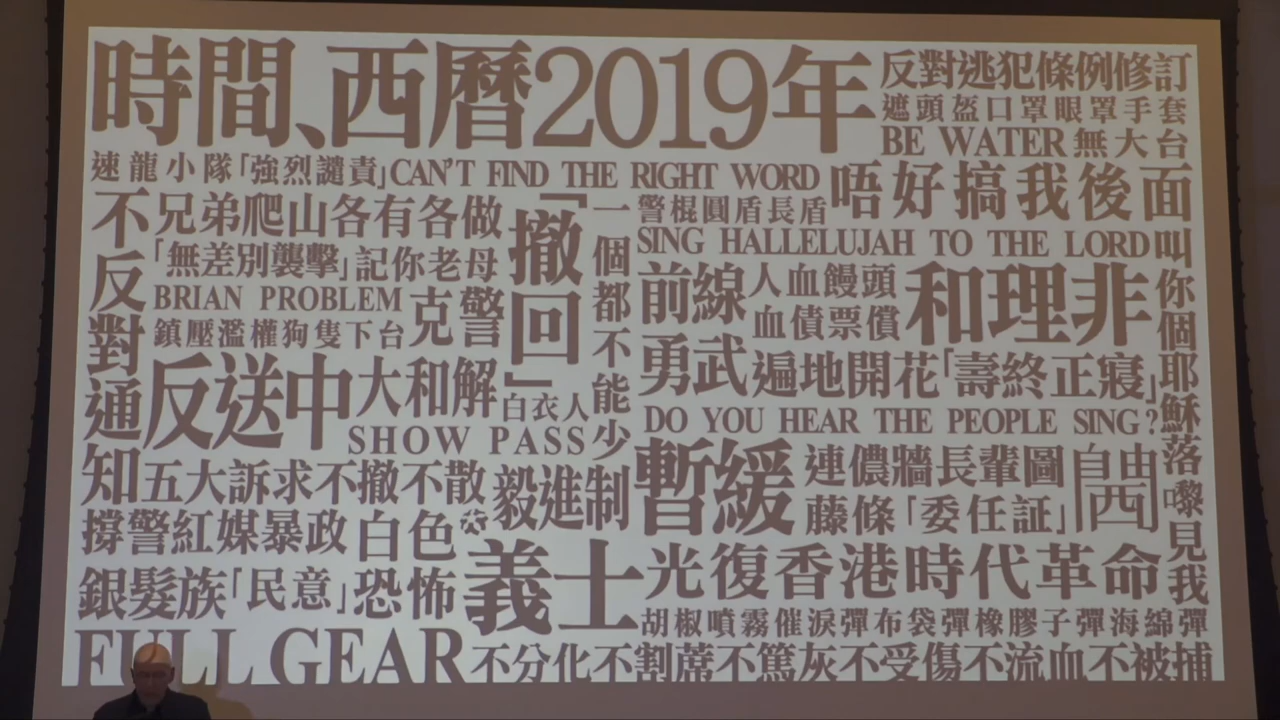 時間、西曆2019年
反對逃犯條例修訂
遮頭盔口罩眼罩手套
BE WATER 無大台
速龍小隊「強烈譴責」CAN'T FIND THE RIGHT WORD
唔好搞我後面
不兄弟爬山各有各做
「撤回」
一個都不能少
警棍圓盾長盾
SING HALLELUJAH TO THE LORD
叫你個耶穌落嚟見我
反對通知
「無差別襲擊」記你老母
BRIAN PROBLEM
克警
鎮壓濫權狗隻下台
前線
人血饅頭
血債票償
和理非
勇武
遍地開花「壽終正寢」
反送中
大和解
白衣人
SHOW PASS
DO YOU HEAR THE PEOPLE SING?
五大訴求不撤不散
毅進制
暫緩
連儂牆長輩圖
自由西
撐警紅媒暴政
白色
藤條「委任証」
銀髮族「民意」恐怖
義士
光復香港時代革命
胡椒噴霧催淚彈布袋彈橡膠子彈海綿彈
FULL GEAR
不分化不割蓆不篤灰不受傷不流血不被捕